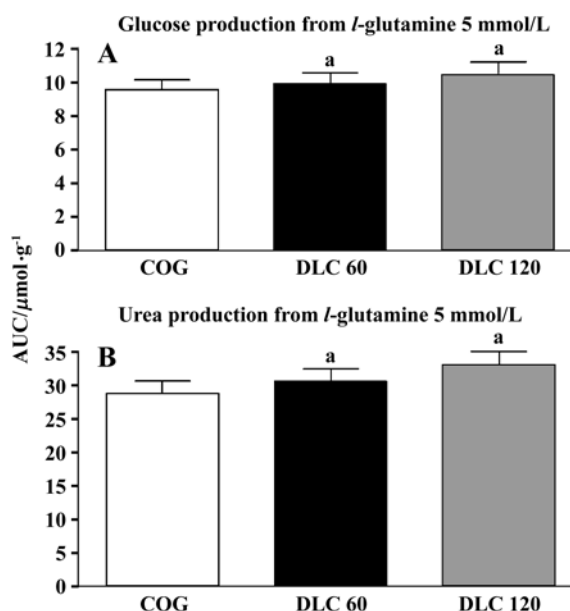 Glucose production from l-glutamine 5 mmol/L
A
a
a
12
10
8
6
4
2
0
COG
DLC 60
DLC 120
AUC/μmol·g⁻¹
Urea production from l-glutamine 5 mmol/L
B
a
a
35
30
25
20
15
10
5
0
COG
DLC 60
DLC 120